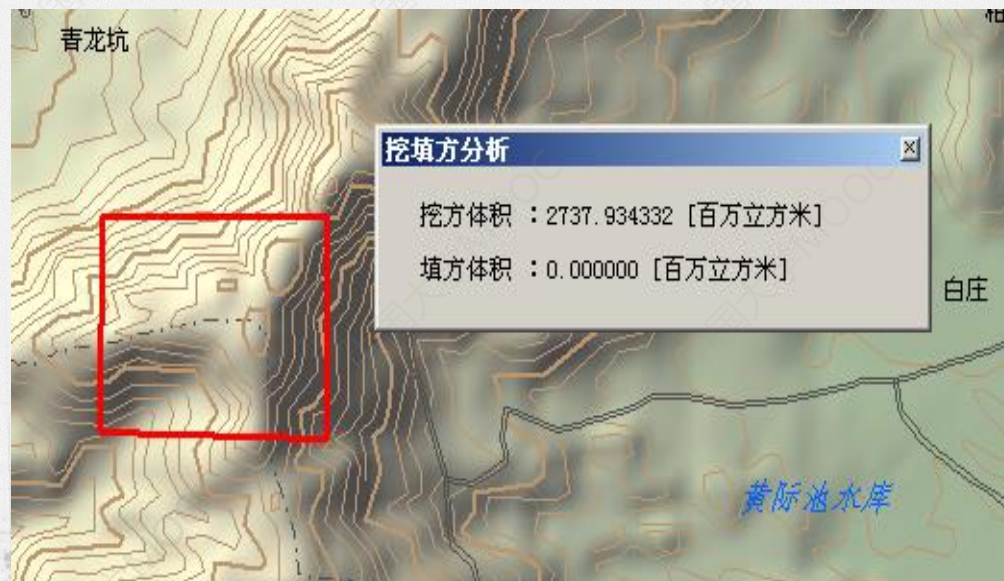 青龙坑
挖填方分析
挖方体积 :2737.934332 [百万立方米]
填方体积 :0.000000 [百万立方米]
白庄
黄际池水库